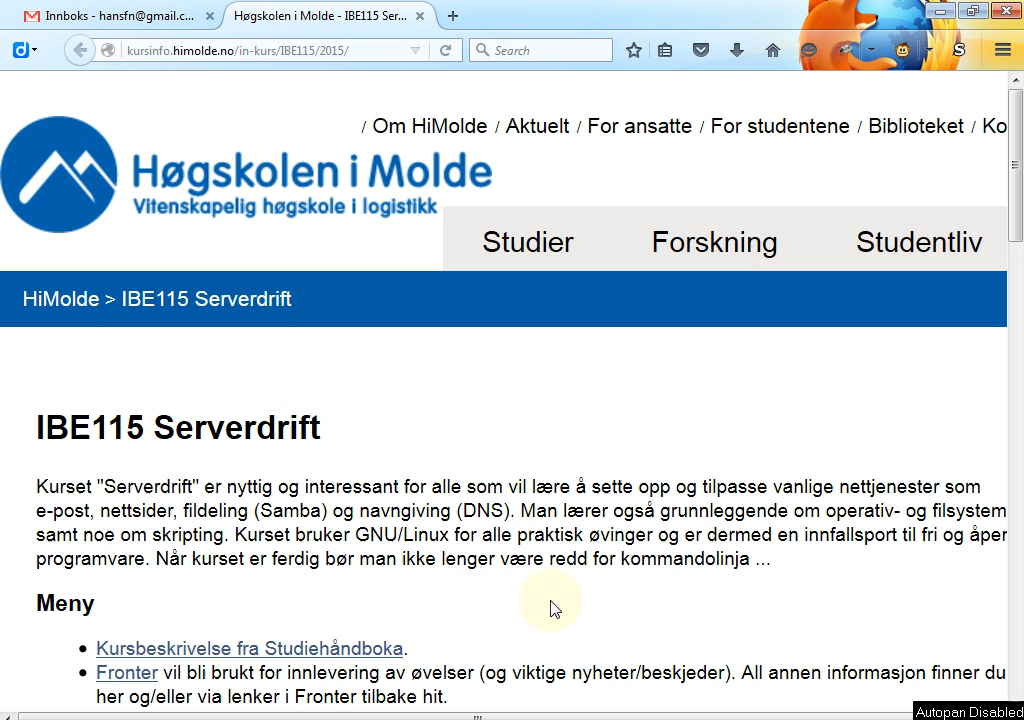 Innboks - hansfn@gmail.c...
Høgskolen i Molde - IBE115 Ser...
kursinfo.himolde.no/in-kurs/IBE115/2015/
Search
/ Om HiMolde / Aktuelt / For ansatte / For studentene / Biblioteket / Ko
Høgskolen i Molde
Vitenskapelig høgskole i logistikk
Studier Forskning Studentliv
HiMolde > IBE115 Serverdrift
IBE115 Serverdrift
Kurset "Serverdrift" er nyttig og interessant for alle som vil lære å sette opp og tilpasse vanlige nettjenester som
e-post, nettsider, fildeling (Samba) og navngiving (DNS). Man lærer også grunnleggende om operativ- og filsystem
samt noe om skripting. Kurset bruker GNU/Linux for alle praktisk øvinger og er dermed en innfallsport til fri og åper
programvare. Når kurset er ferdig bør man ikke lenger være redd for kommandolinja ...
Meny
• Kursbeskrivelse fra Studiehåndboka.
• Fronter vil bli brukt for innlevering av øvelser (og viktige nyheter/beskjeder). All annen informasjon finner du
her og/eller via lenker i Fronter tilbake hit.
Autopan Disabled